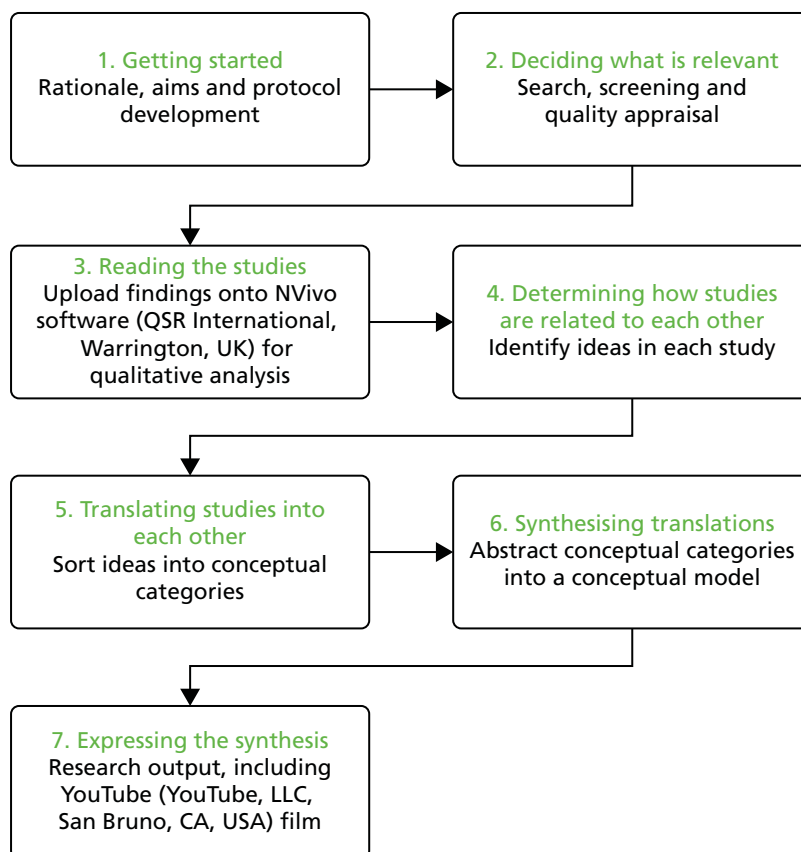 1. Getting started
Rationale, aims and protocol
development
2. Deciding what is relevant
Search, screening and
quality appraisal
3. Reading the studies
Upload findings onto NVivo
software (QSR International,
Warrington, UK) for
qualitative analysis
4. Determining how studies
are related to each other
Identify ideas in each study
5. Translating studies into
each other
Sort ideas into conceptual
categories
6. Synthesising translations
Abstract conceptual categories
into a conceptual model
7. Expressing the synthesis
Research output, including
YouTube (YouTube, LLC,
San Bruno, CA, USA) film